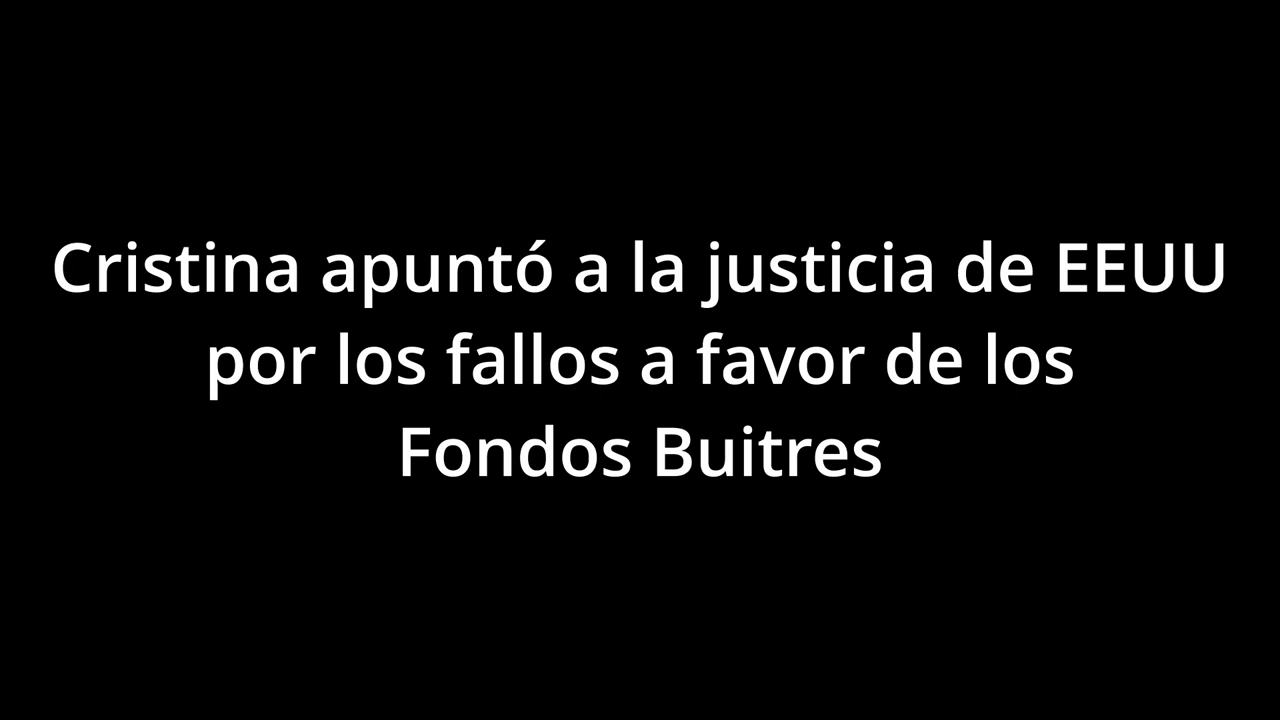 Cristina apuntó a la justicia de EEUU
por los fallos a favor de los
Fondos Buitres